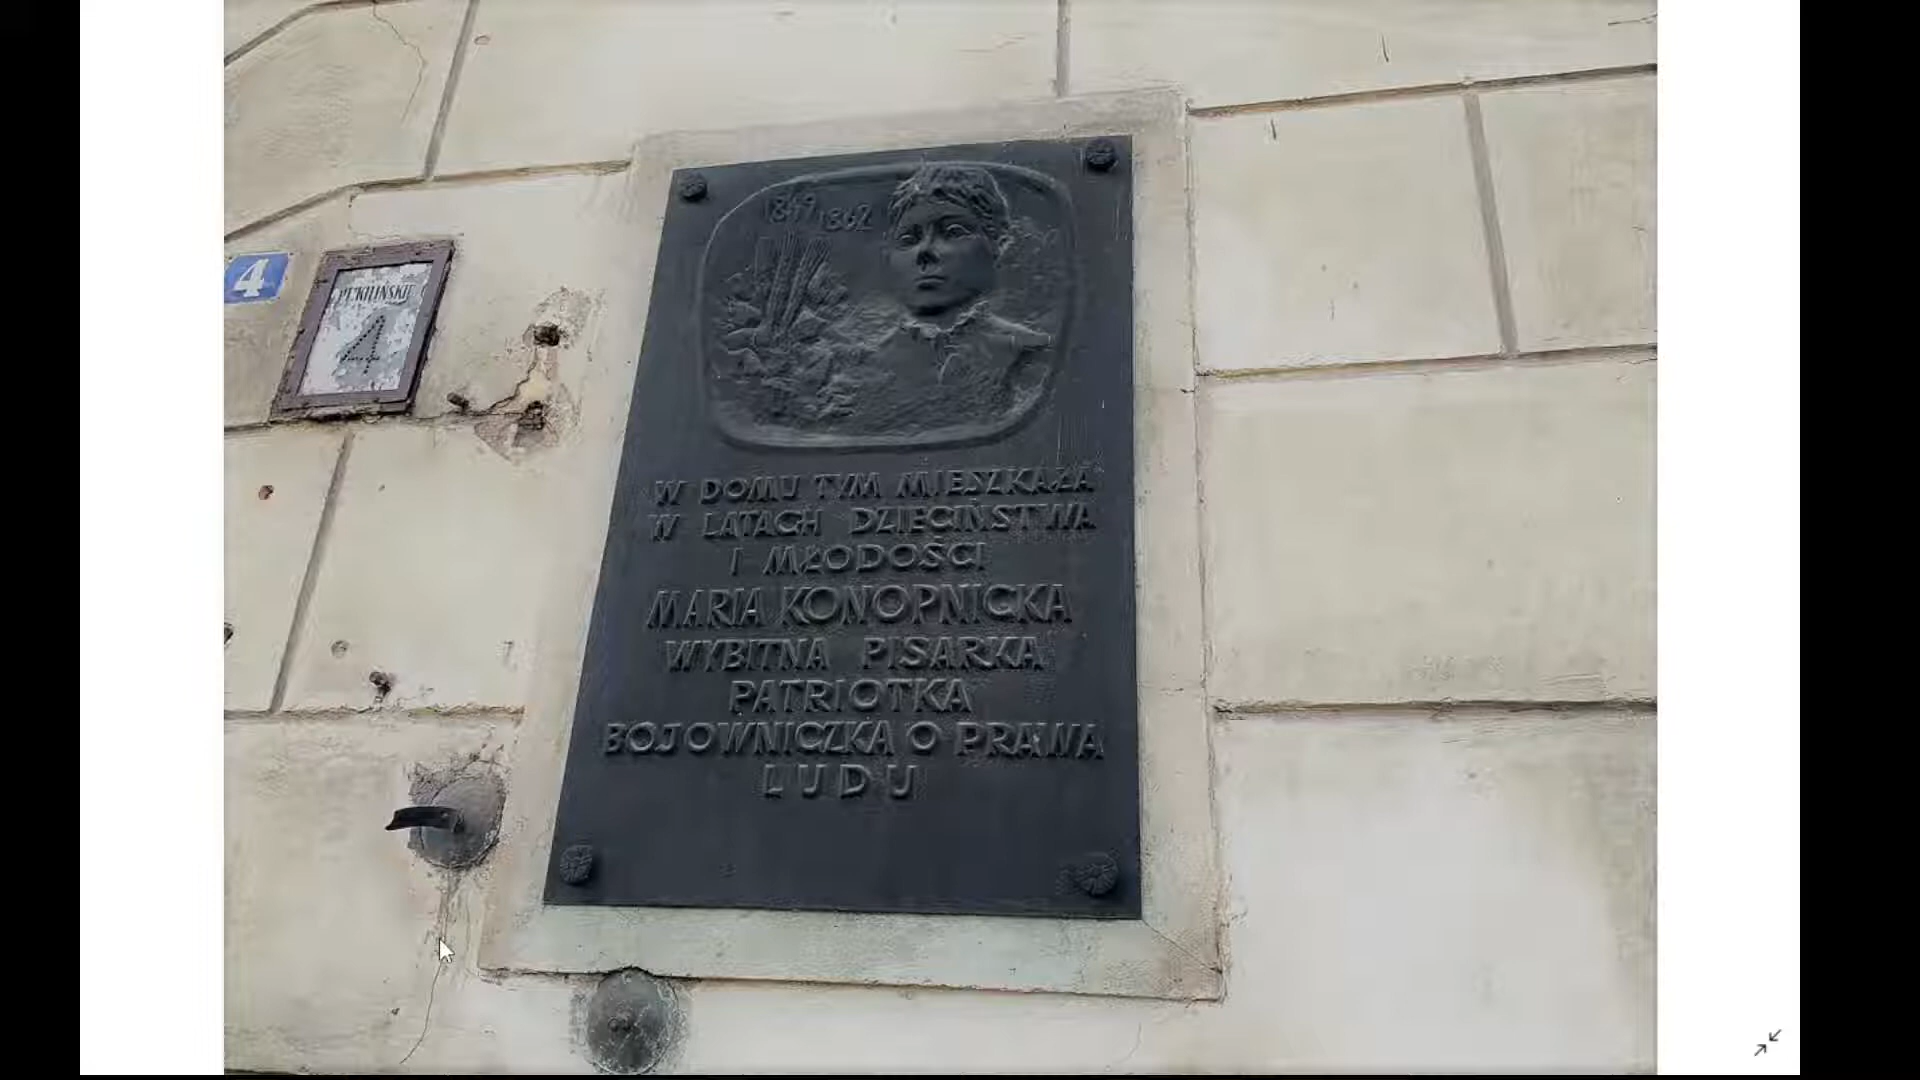 4
4
1849 1862
W DOMU TYM MIESZKAŁA
W LATACH DZIECIŃSTWA
I MŁODOŚCI
MARIA KONOPNICKA
WYBITNA PISARKA
PATRIOTKA
BOJOWNICZKA O PRAWA
LUDU